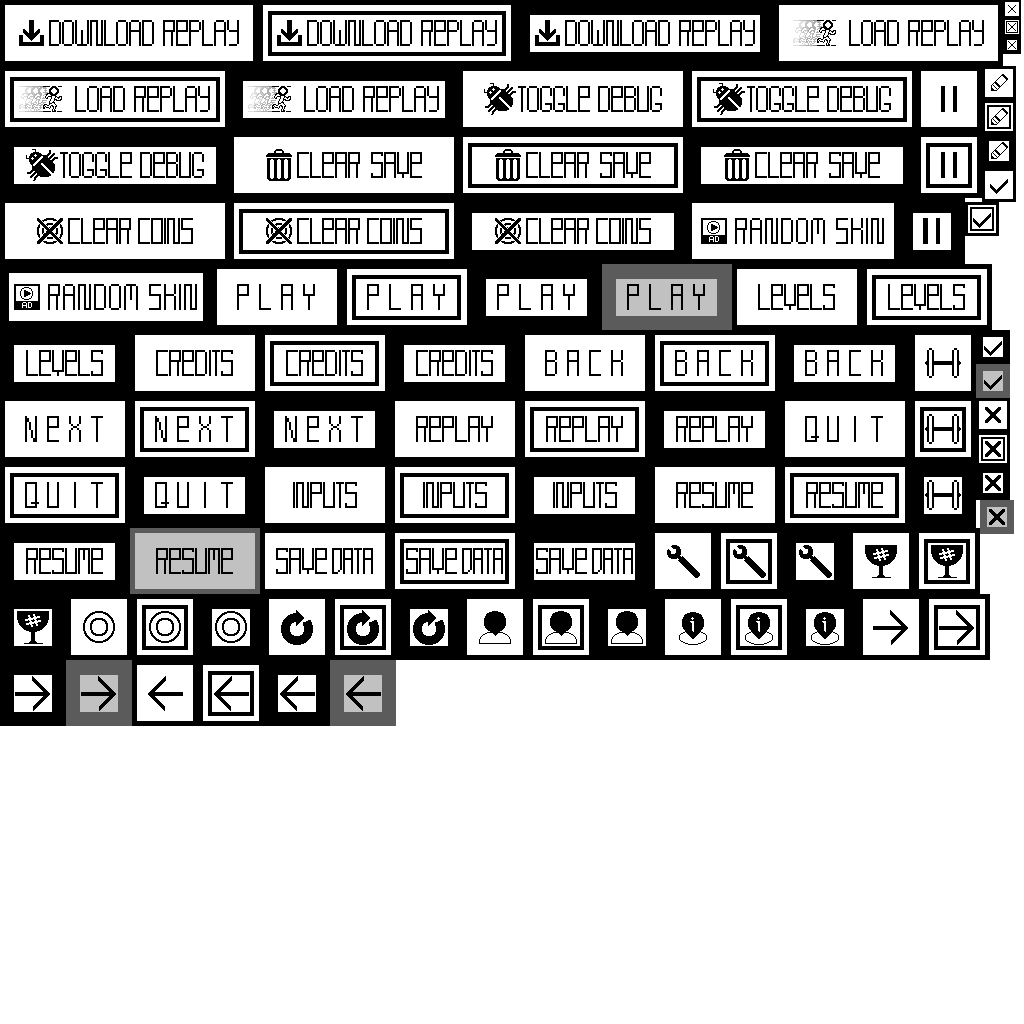 DOWNLOAD REPLAY DOWNLOAD REPLAY DOWNLOAD REPLAY LOAD REPLAY
LOAD REPLAY LOAD REPLAY TOGGLE DEBUG TOGGLE DEBUG
TOGGLE DEBUG CLEAR SAVE CLEAR SAVE CLEAR SAVE
CLEAR COINS CLEAR COINS CLEAR COINS AD RANDOM SKIN
AD RANDOM SKIN PLAY PLAY PLAY PLAY LEVELS LEVELS
LEVELS CREDITS CREDITS CREDITS BACK BACK BACK
NEXT NEXT NEXT REPLAY REPLAY REPLAY QUIT
QUIT QUIT INPUTS INPUTS INPUTS RESUME RESUME
RESUME RESUME SAVE DATA SAVE DATA SAVE DATA
i i i